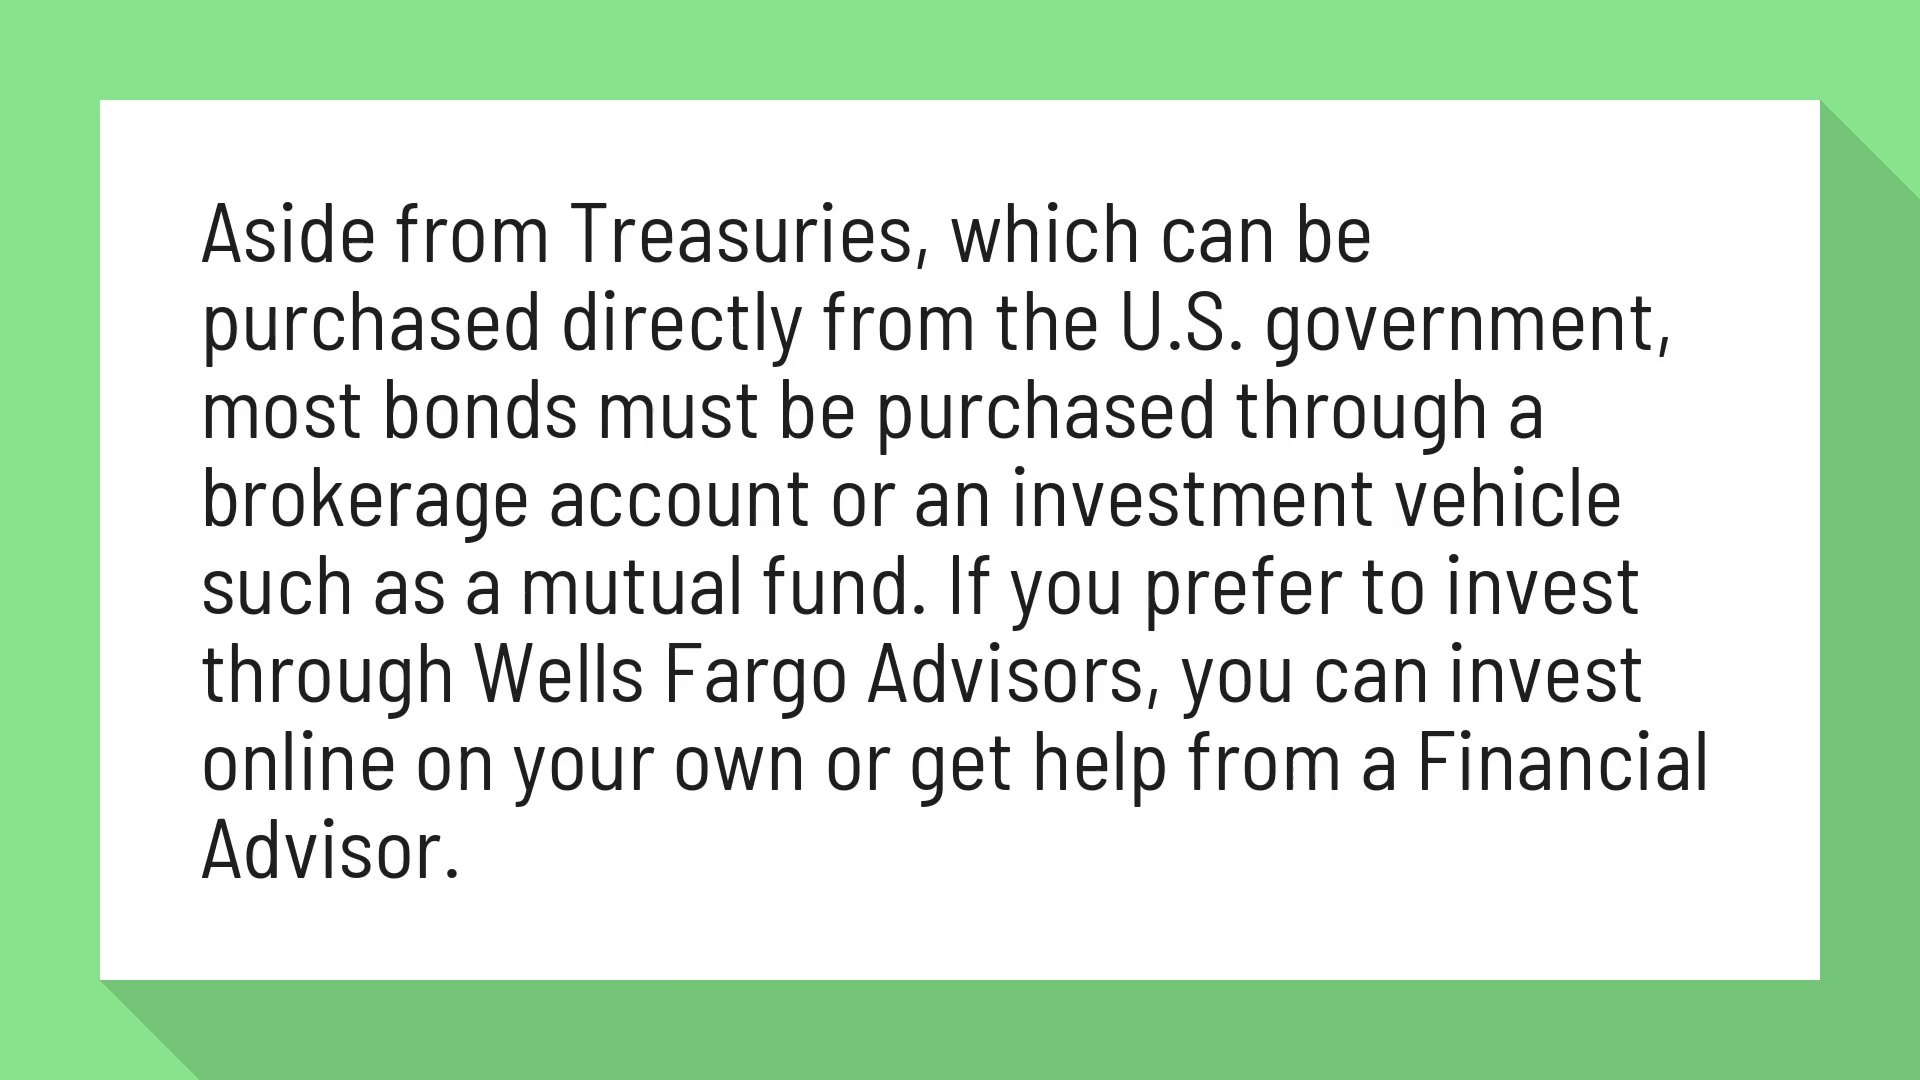 Aside from Treasuries, which can be
purchased directly from the U.S. government,
most bonds must be purchased through a
brokerage account or an investment vehicle
such as a mutual fund. If you prefer to invest
through Wells Fargo Advisors, you can invest
online on your own or get help from a Financial
Advisor.